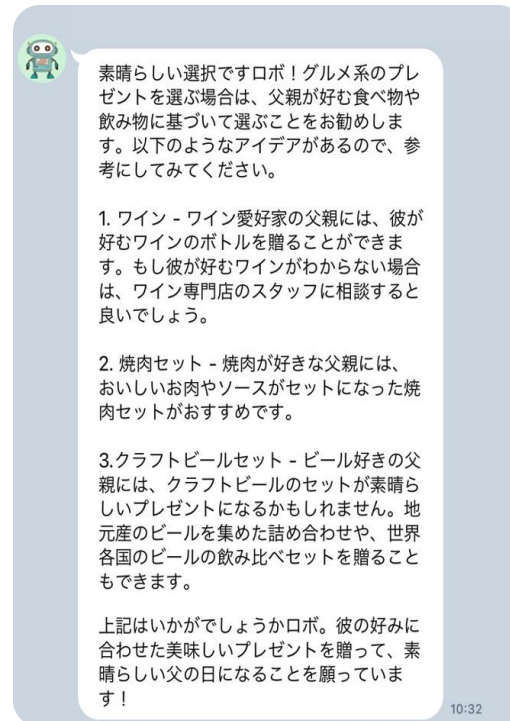 素晴らしい選択ですロボ！グルメ系のプレ
ゼントを選ぶ場合は、父親が好む食べ物や
飲み物に基づいて選ぶことをお勧めしま
す。以下のようなアイデアがあるので、参
考にしてみてください。
1. ワイン - ワイン愛好家の父親には、彼が
好むワインのボトルを贈ることができま
す。もし彼が好むワインがわからない場合
は、ワイン専門店のスタッフに相談すると
良いでしょう。
2. 焼肉セット - 焼肉が好きな父親には、
おいしいお肉やソースがセットになった焼
肉セットがおすすめです。
3.クラフトビールセット - ビール好きの父
親には、クラフトビールのセットが素晴ら
しいプレゼントになるかもしれません。地
元産のビールを集めた詰め合わせや、世界
各国のビールの飲み比べセットを贈ること
もできます。
上記はいかがでしょうかロボ。彼の好みに
合わせた美味しいプレゼントを贈って、素
晴らしい父の日になることを願っていま
す！
10:32